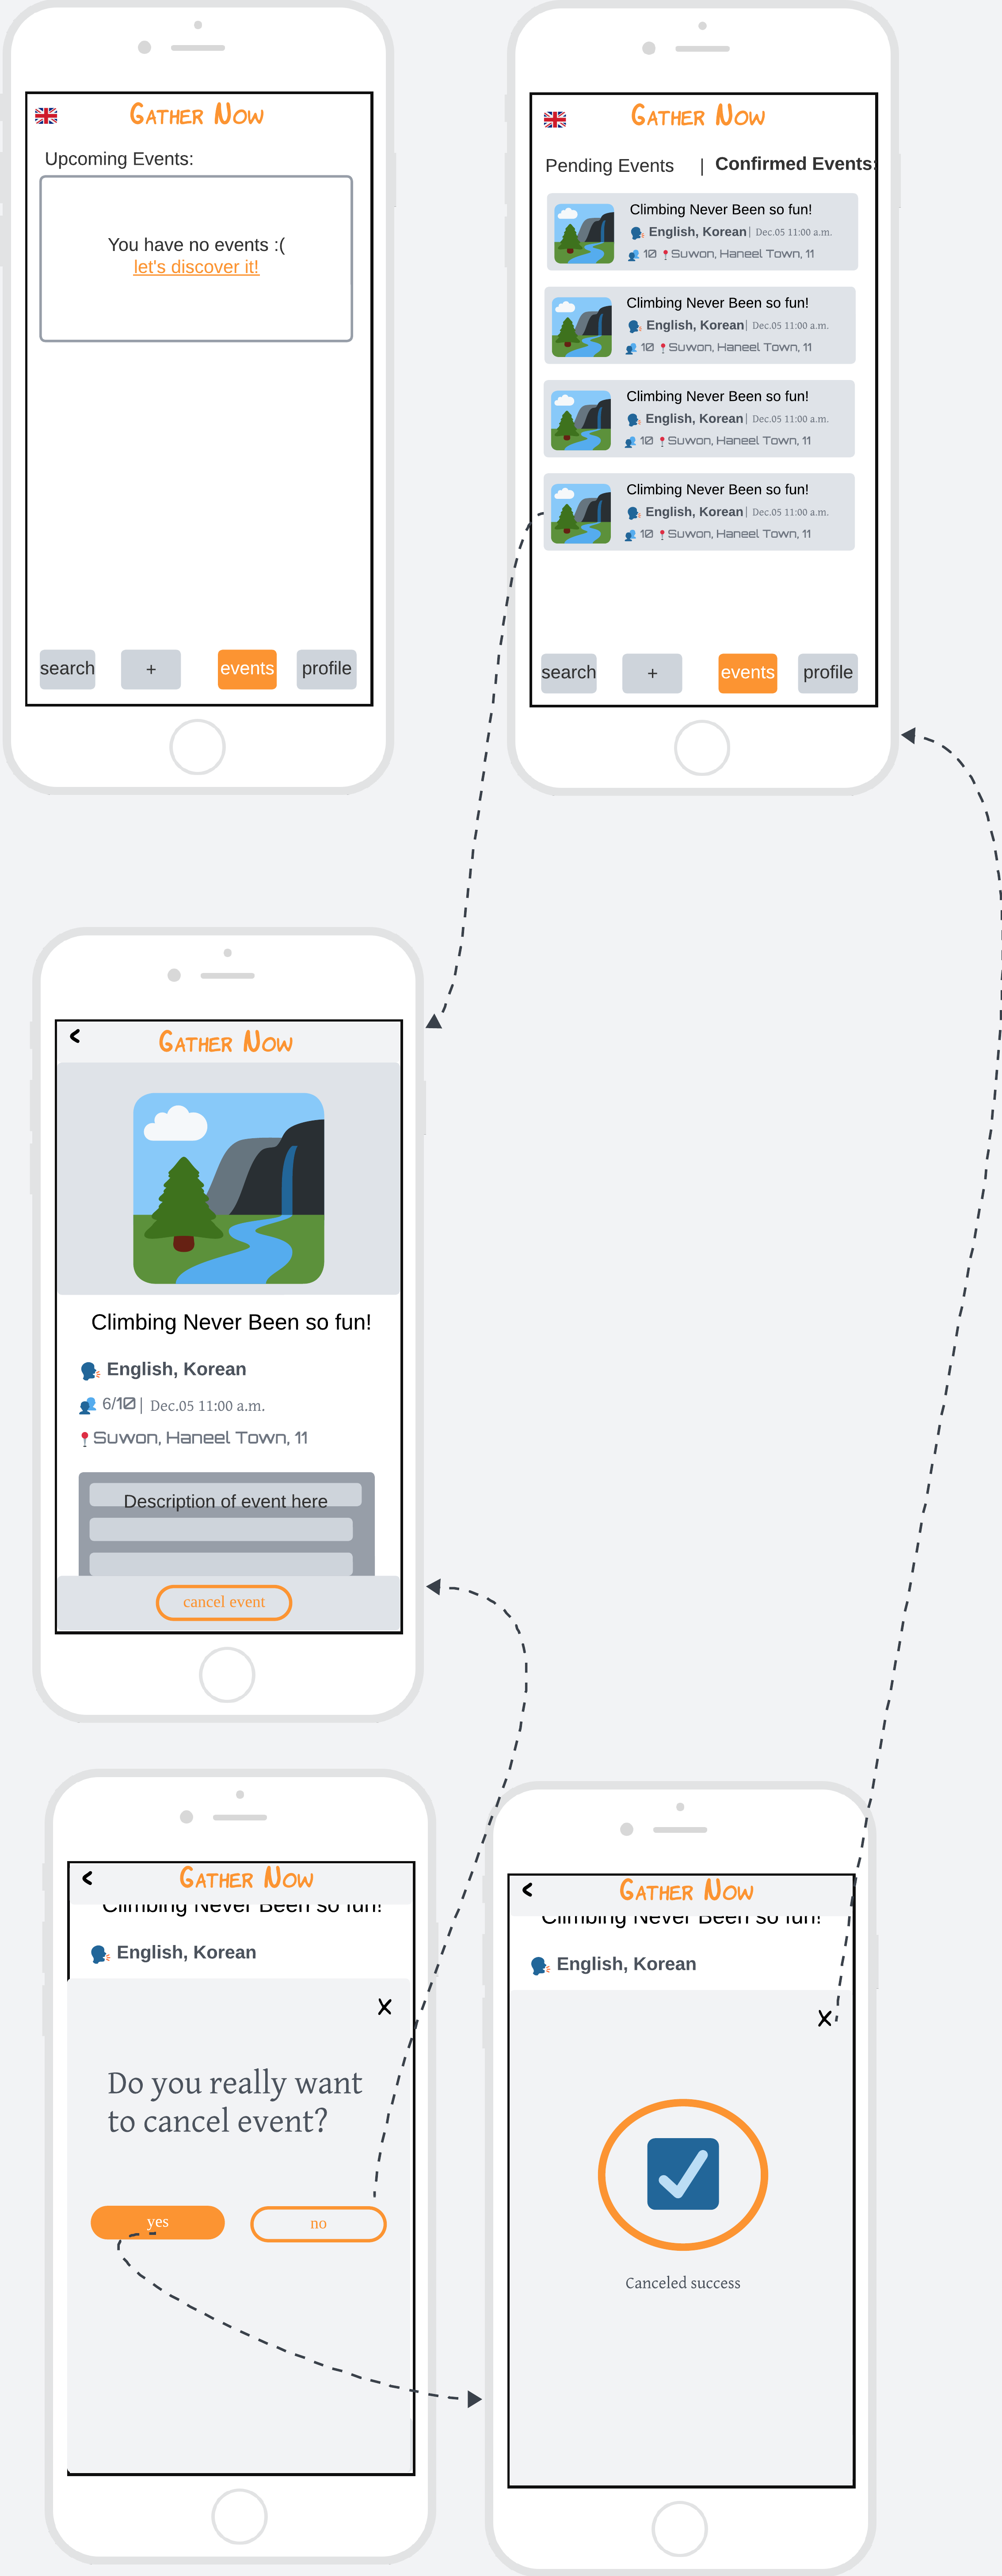 GATHER NOW
Upcoming Events:
You have no events :(
let's discover it!
search + events profile
GATHER NOW
Pending Events | Confirmed Events:
Climbing Never Been so fun!
English, Korean | Dec.05 11:00 a.m.
10 Suwon, Haneel Town, 11
Climbing Never Been so fun!
English, Korean | Dec.05 11:00 a.m.
10 Suwon, Haneel Town, 11
Climbing Never Been so fun!
English, Korean | Dec.05 11:00 a.m.
10 Suwon, Haneel Town, 11
Climbing Never Been so fun!
English, Korean | Dec.05 11:00 a.m.
10 Suwon, Haneel Town, 11
search + events profile
<
GATHER NOW
Climbing Never Been so fun!
English, Korean
6/10 | Dec.05 11:00 a.m.
Suwon, Haneel Town, 11
Description of event here
cancel event
<
GATHER NOW
Climbing Never Been so fun!
English, Korean
X
Do you really want
to cancel event?
yes no
<
GATHER NOW
Climbing Never Been so fun!
English, Korean
X
Canceled success